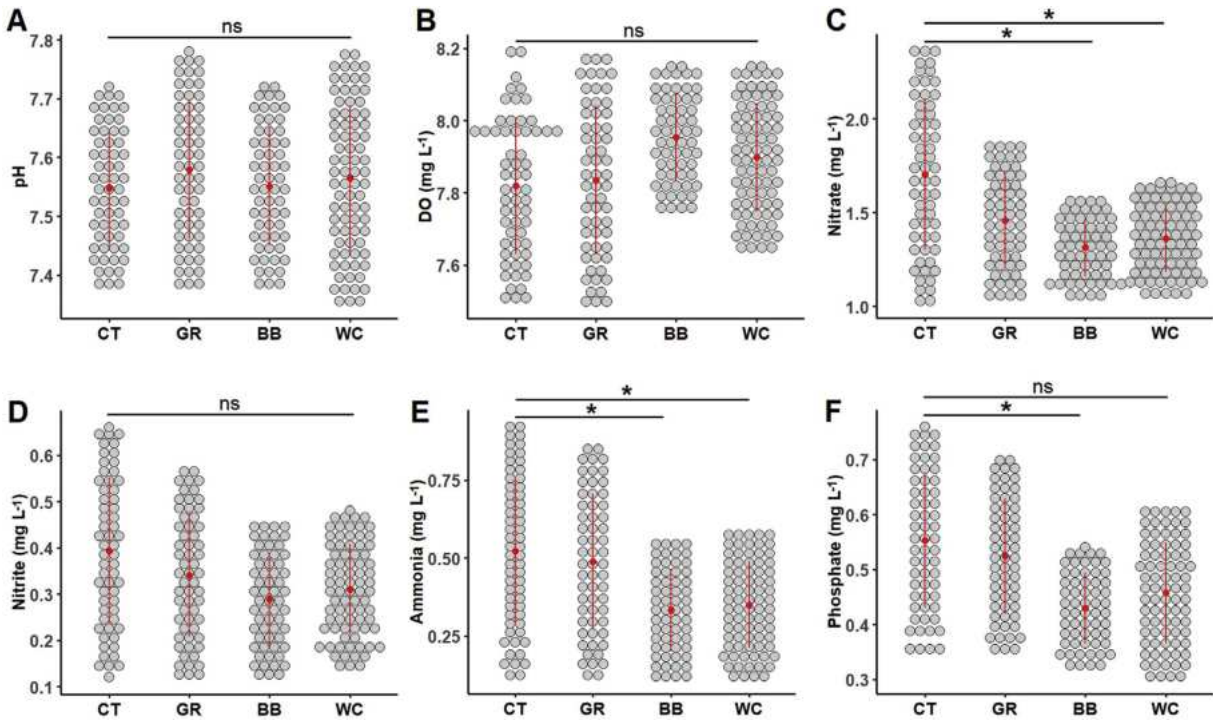 A
ns
pH
7.8
7.7
7.6
7.5
7.4
CT GR BB WC
B
ns
DO (mg L-1)
8.2
8.0
7.8
7.6
CT GR BB WC
C
*
*
Nitrate (mg L-1)
2.0
1.5
1.0
CT GR BB WC
D
ns
Nitrite (mg L-1)
0.6
0.5
0.4
0.3
0.2
0.1
CT GR BB WC
E
*
*
Ammonia (mg L-1)
0.75
0.50
0.25
CT GR BB WC
F
ns
*
Phosphate (mg L-1)
0.7
0.6
0.5
0.4
0.3
CT GR BB WC